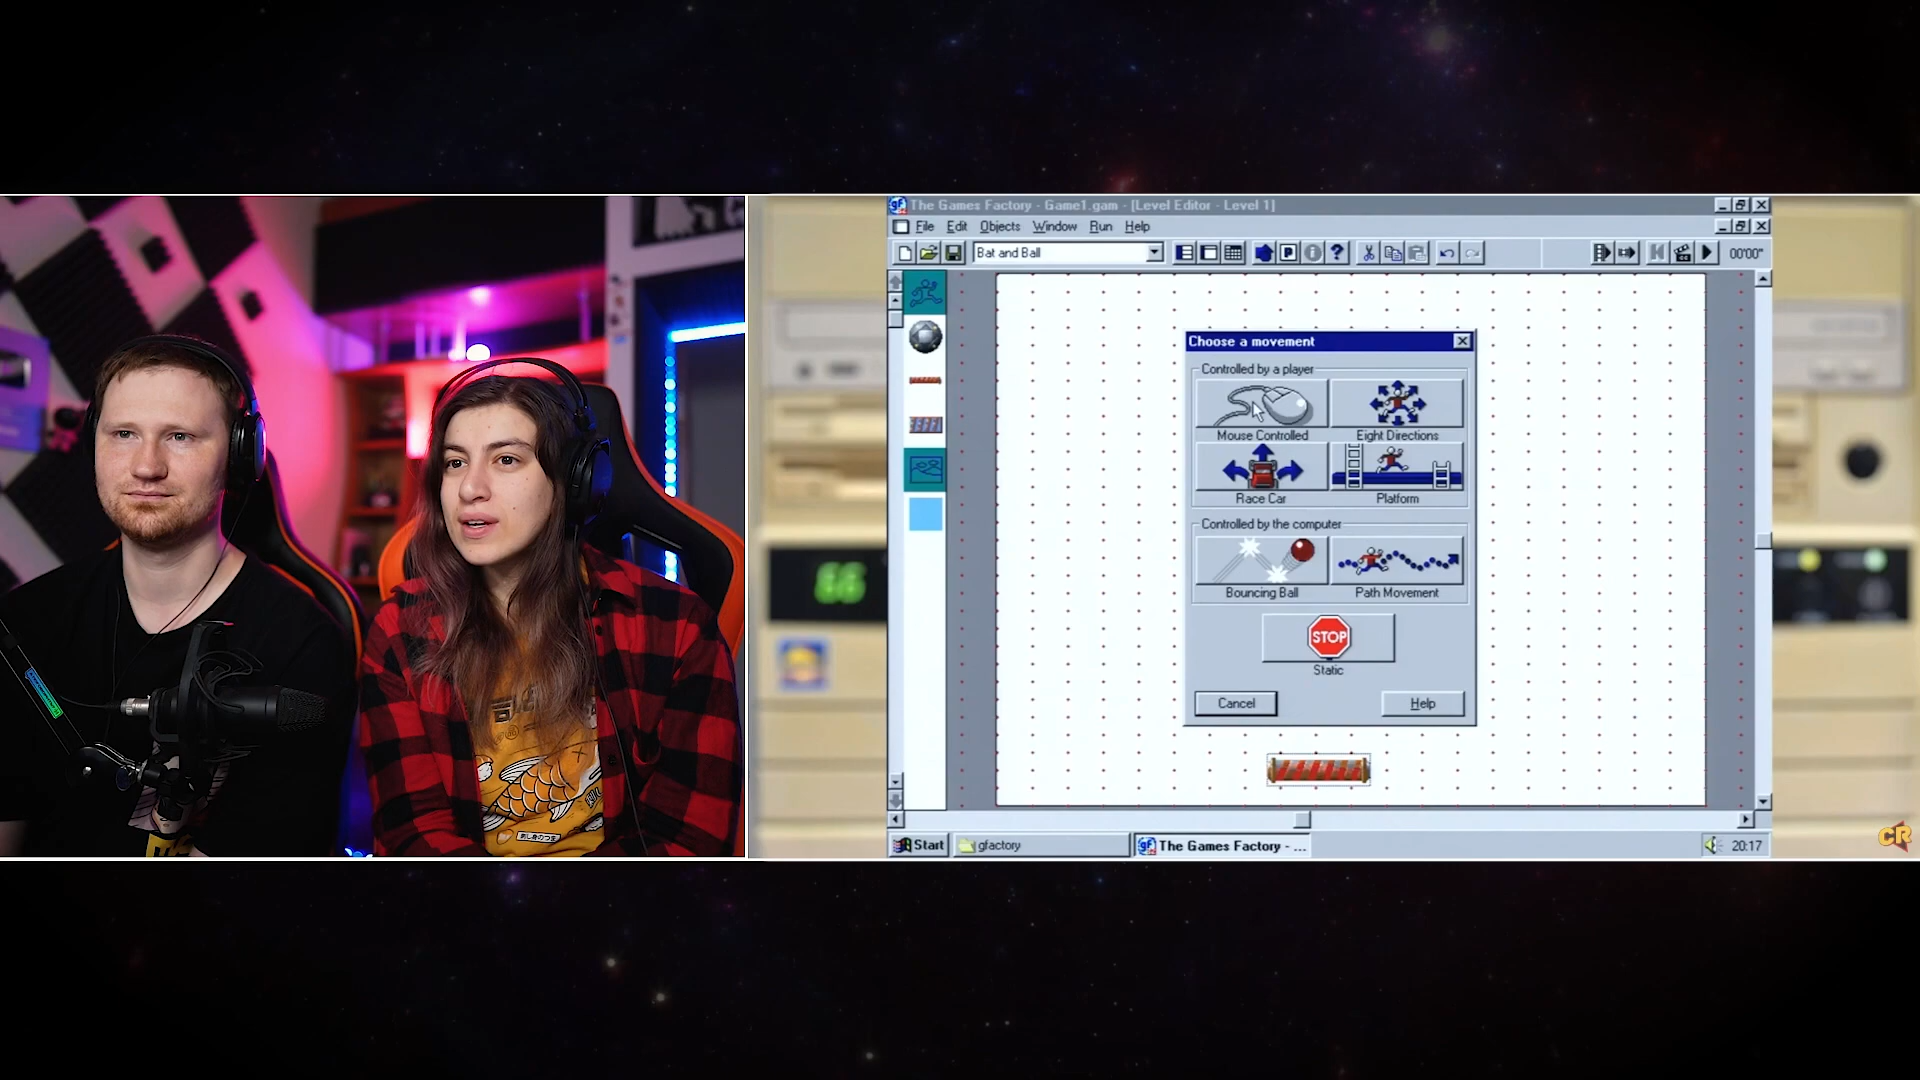 The Games Factory - Game1.gam - [Level Editor - Level 1]
File Edit Objects Window Run Help
Bat and Ball
00'00"
Choose a movement
Controlled by a player
Mouse Controlled
Eight Directions
Race Car
Platform
Controlled by the computer
Bouncing Ball
Path Movement
STOP
Static
Cancel
Help
Start
gfactory
The Games Factory - ...
20:17
66
CR